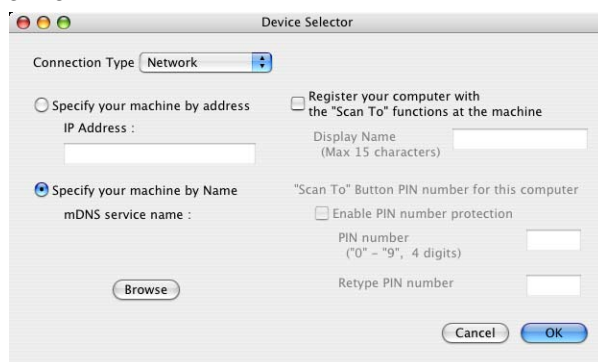 Device Selector
Connection Type Network
Specify your machine by address
IP Address :
Specify your machine by Name
mDNS service name :
Browse
Register your computer with
the "Scan To" functions at the machine
Display Name
(Max 15 characters)
"Scan To" Button PIN number for this computer
Enable PIN number protection
PIN number
("0" – "9", 4 digits)
Retype PIN number
Cancel OK